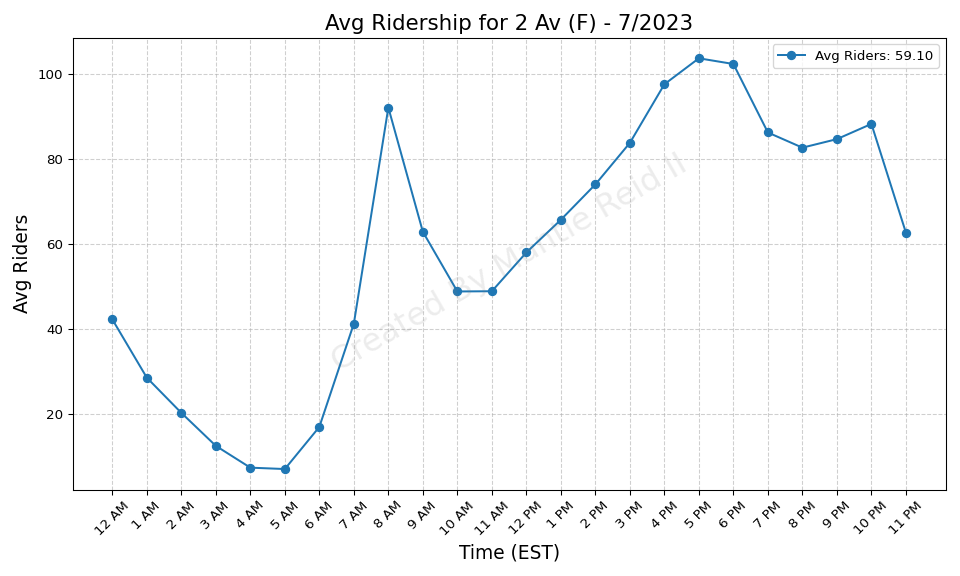 Avg Ridership for 2 Av (F) - 7/2023
Avg Riders: 59.10
Avg Riders
100
80
60
40
20
Created By Mantie Reid II
12 AM
1 AM
2 AM
3 AM
4 AM
5 AM
6 AM
7 AM
8 AM
9 AM
10 AM
11 AM
12 PM
1 PM
2 PM
3 PM
4 PM
5 PM
6 PM
7 PM
8 PM
9 PM
10 PM
11 PM
Time (EST)